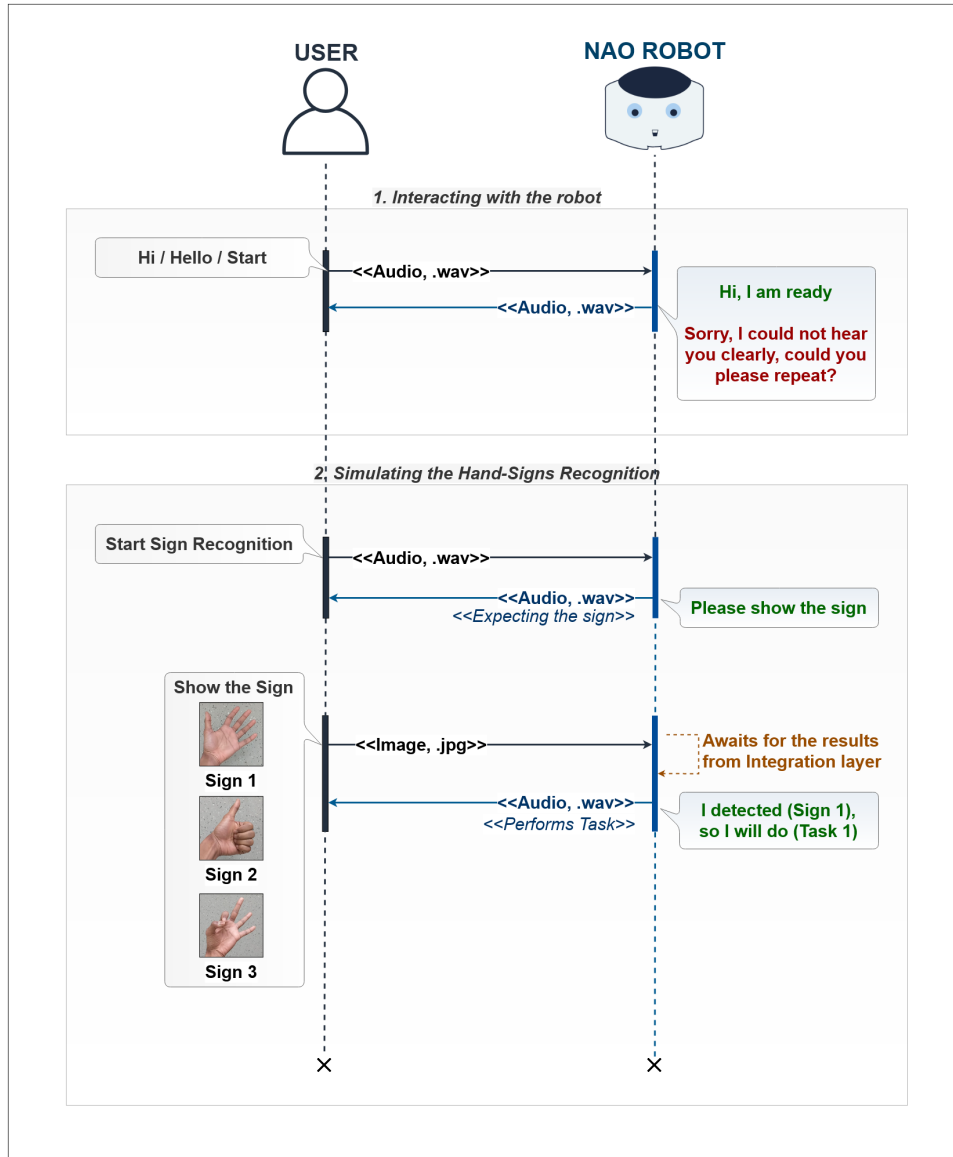 USER
NAO ROBOT
1. Interacting with the robot
Hi / Hello / Start
<<Audio, .wav>>
<<Audio, .wav>>
Hi, I am ready
Sorry, I could not hear
you clearly, could you
please repeat?
2. Simulating the Hand-Signs Recognition
Start Sign Recognition
<<Audio, .wav>>
<<Audio, .wav>>
<<Expecting the sign>>
Please show the sign
Show the Sign
Sign 1
Sign 2
Sign 3
<<Image, .jpg>>
Awaits for the results
from Integration layer
<<Audio, .wav>>
<<Performs Task>>
I detected (Sign 1),
so I will do (Task 1)